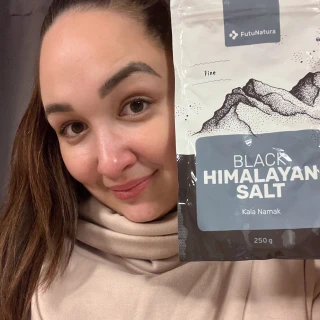 FutuNatura
Fine
BLACK
HIMALAYAN
SALT
Kala Namak
250 g